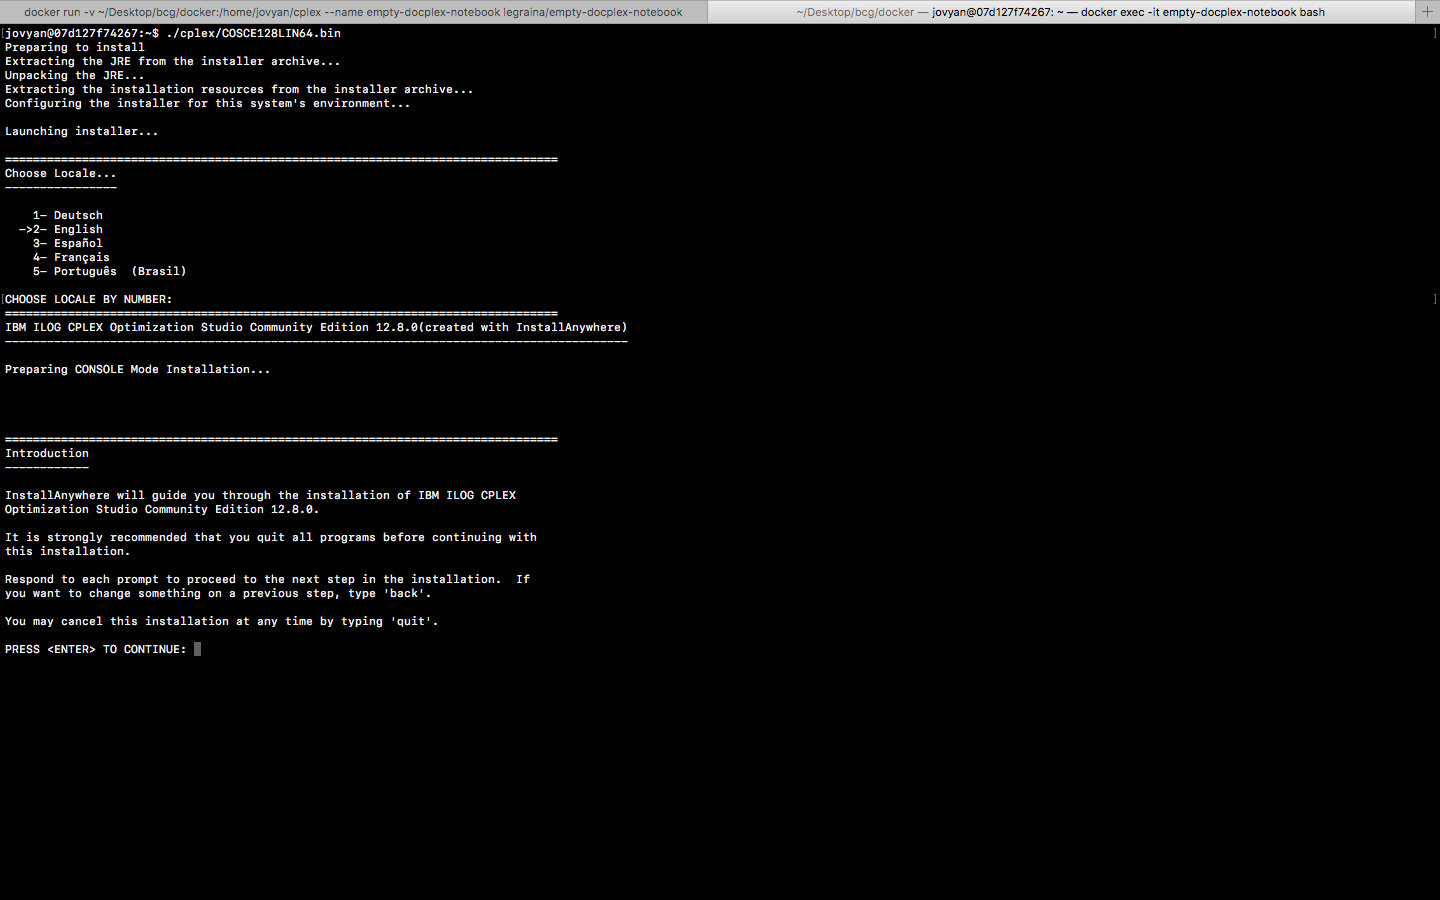 docker run -v ~/Desktop/bcg/docker:/home/jovyan/cplex --name empty-docplex-notebook legraina/empty-docplex-notebook
~/Desktop/bcg/docker — jovyan@07d127f74267: ~ — docker exec -it empty-docplex-notebook bash
[jovyan@07d127f74267:~$ ./cplex/COSCE128LIN64.bin ]
Preparing to install
Extracting the JRE from the installer archive...
Unpacking the JRE...
Extracting the installation resources from the installer archive...
Configuring the installer for this system's environment...
Launching installer...
===============================================================================
Choose Locale...
----------------
1- Deutsch
->2- English
3- Español
4- Français
5- Português  (Brasil)
[CHOOSE LOCALE BY NUMBER: ]
===============================================================================
IBM ILOG CPLEX Optimization Studio Community Edition 12.8.0(created with InstallAnywhere)
-----------------------------------------------------------------------------------------
Preparing CONSOLE Mode Installation...
===============================================================================
Introduction
------------
InstallAnywhere will guide you through the installation of IBM ILOG CPLEX
Optimization Studio Community Edition 12.8.0.
It is strongly recommended that you quit all programs before continuing with
this installation.
Respond to each prompt to proceed to the next step in the installation.  If
you want to change something on a previous step, type 'back'.
You may cancel this installation at any time by typing 'quit'.
PRESS <ENTER> TO CONTINUE: